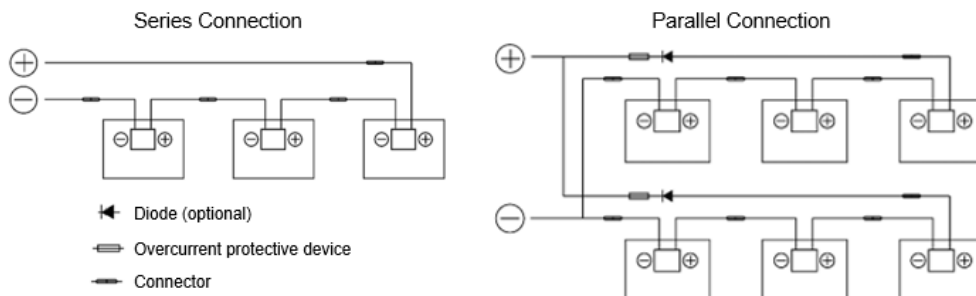 Series Connection
Parallel Connection
Diode (optional)
Overcurrent protective device
Connector